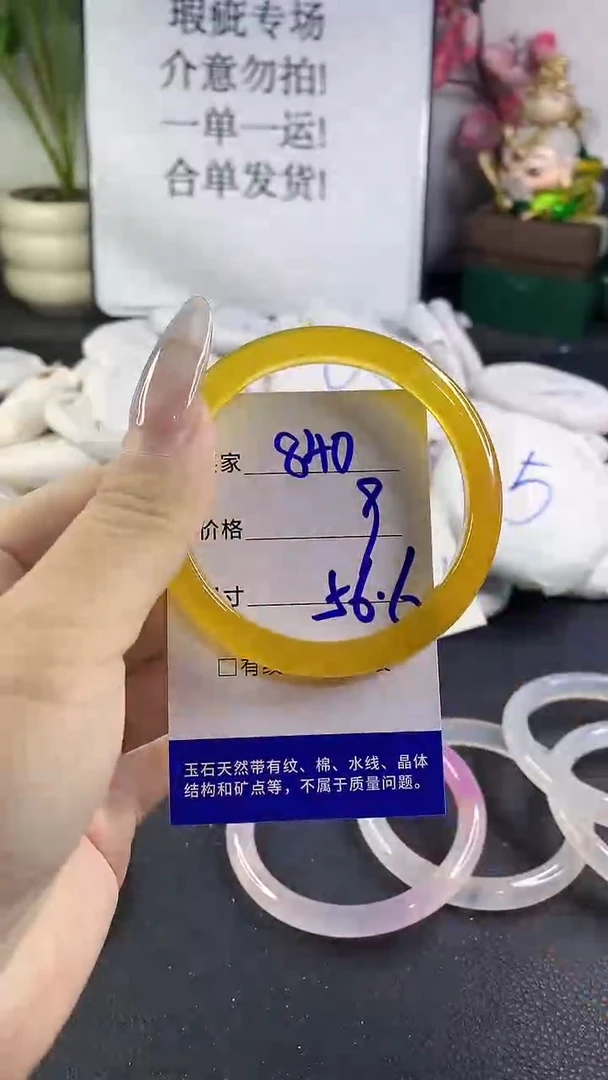 瑕疵专场
介意勿拍!
一单一运!
合单发货!
5
家 840
价格
寸 56.6
□有
玉石天然带有纹、棉、水线、晶体
结构和矿点等，不属于质量问题。